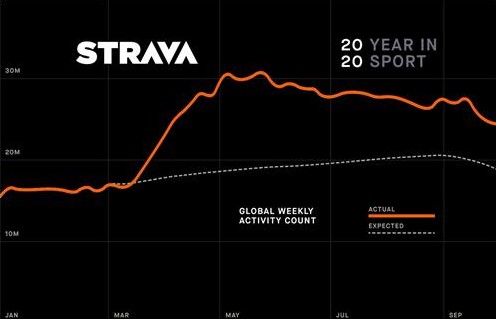 STRAVA
20 YEAR IN
20 SPORT
30M
20M
10M
GLOBAL WEEKLY
ACTIVITY COUNT
ACTUAL
EXPECTED
JAN
MAR
MAY
JUL
SEP